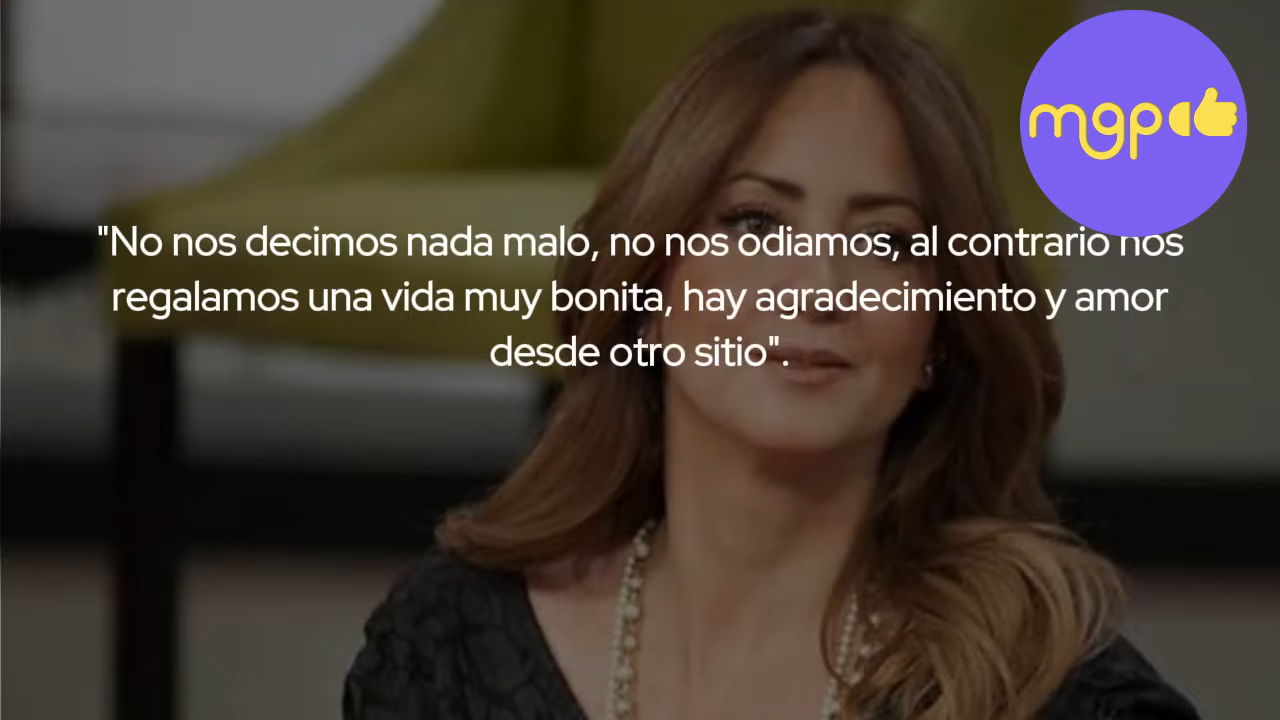 mgp
"No nos decimos nada malo, no nos odiamos, al contrario nos
regalamos una vida muy bonita, hay agradecimiento y amor
desde otro sitio".